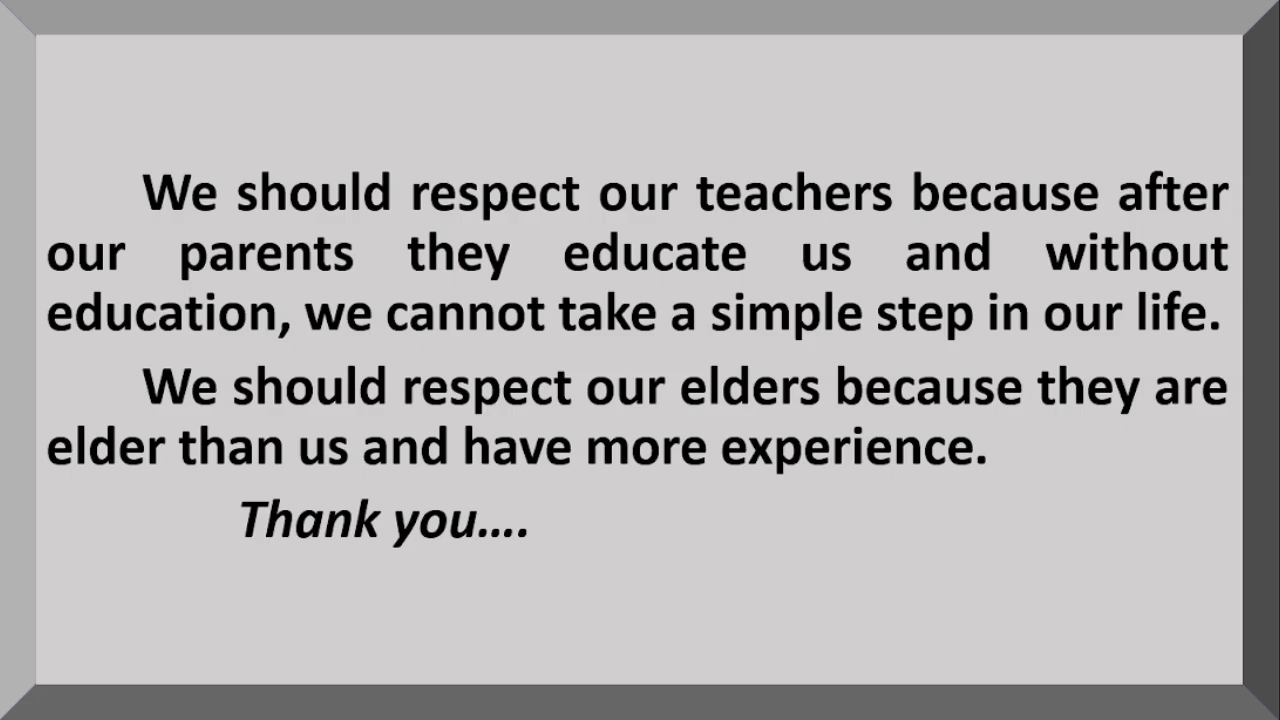 We should respect our teachers because after
our parents they educate us and without
education, we cannot take a simple step in our life.
We should respect our elders because they are
elder than us and have more experience.
Thank you....